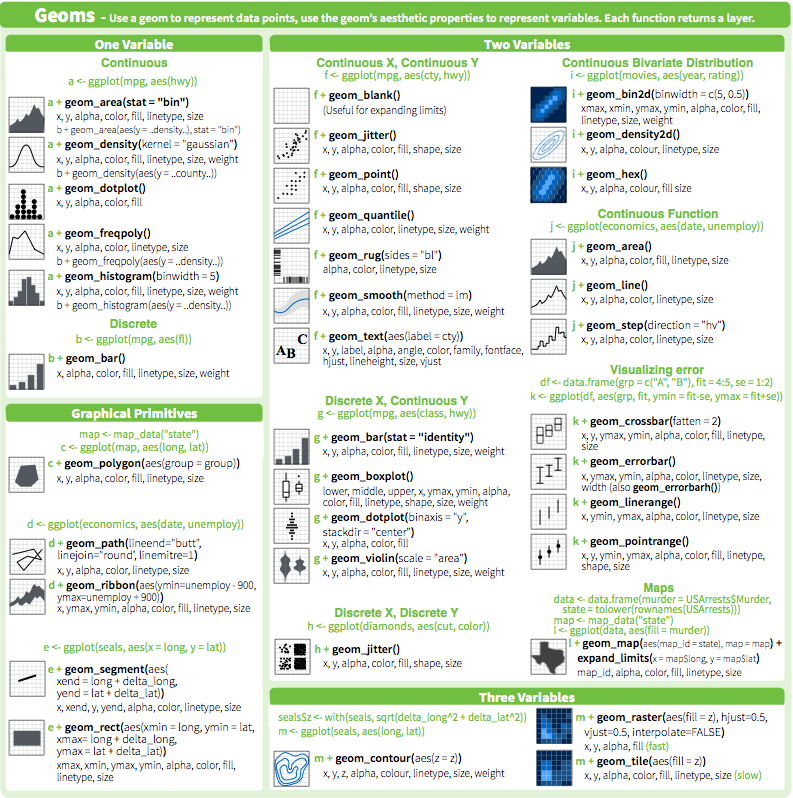 Geoms - Use a geom to represent data points, use the geom's aesthetic properties to represent variables. Each function returns a layer.
One Variable
Continuous
a <- ggplot(mpg, aes(hwy))
a + geom_area(stat = "bin")
x, y, alpha, color, fill, linetype, size
b + geom_area(aes(y = ..density..), stat = "bin")
a + geom_density(kernel = "gaussian")
x, y, alpha, color, fill, linetype, size, weight
b + geom_density(aes(y = ..county..))
a + geom_dotplot()
x, y, alpha, color, fill
a + geom_freqpoly()
x, y, alpha, color, linetype, size
b + geom_freqpoly(aes(y = ..density..))
a + geom_histogram(binwidth = 5)
x, y, alpha, color, fill, linetype, size, weight
b + geom_histogram(aes(y = ..density..))
Discrete
b <- ggplot(mpg, aes(fl))
b + geom_bar()
x, alpha, color, fill, linetype, size, weight
Graphical Primitives
map <- map_data("state")
c <- ggplot(map, aes(long, lat))
c + geom_polygon(aes(group = group))
x, y, alpha, color, fill, linetype, size
d <- ggplot(economics, aes(date, unemploy))
d + geom_path(lineend="butt",
linejoin="round', linemitre=1)
x, y, alpha, color, linetype, size
d + geom_ribbon(aes(ymin=unemploy - 900,
ymax=unemploy + 900))
x, ymax, ymin, alpha, color, fill, linetype, size
e <- ggplot(seals, aes(x = long, y = lat))
e + geom_segment(aes(
xend = long + delta_long,
yend = lat + delta_lat))
x, xend, y, yend, alpha, color, linetype, size
e + geom_rect(aes(xmin = long, ymin = lat,
xmax= long + delta_long,
ymax = lat + delta_lat))
xmax, xmin, ymax, ymin, alpha, color, fill,
linetype, size
Two Variables
Continuous X, Continuous Y
f <- ggplot(mpg, aes(cty, hwy))
f + geom_blank()
(Useful for expanding limits)
f + geom_jitter()
x, y, alpha, color, fill, shape, size
f + geom_point()
x, y, alpha, color, fill, shape, size
f + geom_quantile()
x, y, alpha, color, linetype, size, weight
f + geom_rug(sides = "bl")
alpha, color, linetype, size
f + geom_smooth(method = lm)
x, y, alpha, color, fill, linetype, size, weight
C
A B
f + geom_text(aes(label = cty))
x, y, label, alpha, angle, color, family, fontface,
hjust, lineheight, size, vjust
Discrete X, Continuous Y
g <- ggplot(mpg, aes(class, hwy))
g + geom_bar(stat = "identity")
x, y, alpha, color, fill, linetype, size, weight
g + geom_boxplot()
lower, middle, upper, x, ymax, ymin, alpha,
color, fill, linetype, shape, size, weight
g + geom_dotplot(binaxis = "y",
stackdir = "center")
x, y, alpha, color, fill
g + geom_violin(scale = "area")
x, y, alpha, color, fill, linetype, size, weight
Discrete X, Discrete Y
h <- ggplot(diamonds, aes(cut, color))
h + geom_jitter()
x, y, alpha, color, fill, shape, size
Continuous Bivariate Distribution
i <- ggplot(movies, aes(year, rating))
i + geom_bin2d(binwidth = c(5, 0.5))
xmax, xmin, ymax, ymin, alpha, color, fill,
linetype, size, weight
i + geom_density2d()
x, y, alpha, colour, linetype, size
i + geom_hex()
x, y, alpha, colour, fill size
Continuous Function
j <- ggplot(economics, aes(date, unemploy))
j + geom_area()
x, y, alpha, color, fill, linetype, size
j + geom_line()
x, y, alpha, color, linetype, size
j + geom_step(direction = "hv")
x, y, alpha, color, linetype, size
Visualizing error
df <- data.frame(grp = c("A", "B"), fit = 4:5, se = 1:2)
k <- ggplot(df, aes(grp, fit, ymin = fit-se, ymax = fit+se))
k + geom_crossbar(fatten = 2)
x, y, ymax, ymin, alpha, color, fill, linetype,
size
k + geom_errorbar()
x, ymax, ymin, alpha, color, linetype, size,
width (also geom_errorbarh())
k + geom_linerange()
x, ymin, ymax, alpha, color, linetype, size
k + geom_pointrange()
x, y, ymin, ymax, alpha, color, fill, linetype,
shape, size
Maps
data <- data.frame(murder = USArrests$Murder,
state = tolower(rownames(USArrests)))
map <- map_data("state")
l <- ggplot(data, aes(fill = murder))
l + geom_map(aes(map_id = state), map = map) +
expand_limits(x = map$long, y = map$lat)
map_id, alpha, color, fill, linetype, size
Three Variables
seals$z <- with(seals, sqrt(delta_long^2 + delta_lat^2))
m <- ggplot(seals, aes(long, lat))
m + geom_contour(aes(z = z))
x, y, z, alpha, colour, linetype, size, weight
m + geom_raster(aes(fill = z), hjust=0.5,
vjust=0.5, interpolate=FALSE)
x, y, alpha, fill (fast)
m + geom_tile(aes(fill = z))
x, y, alpha, color, fill, linetype, size (slow)